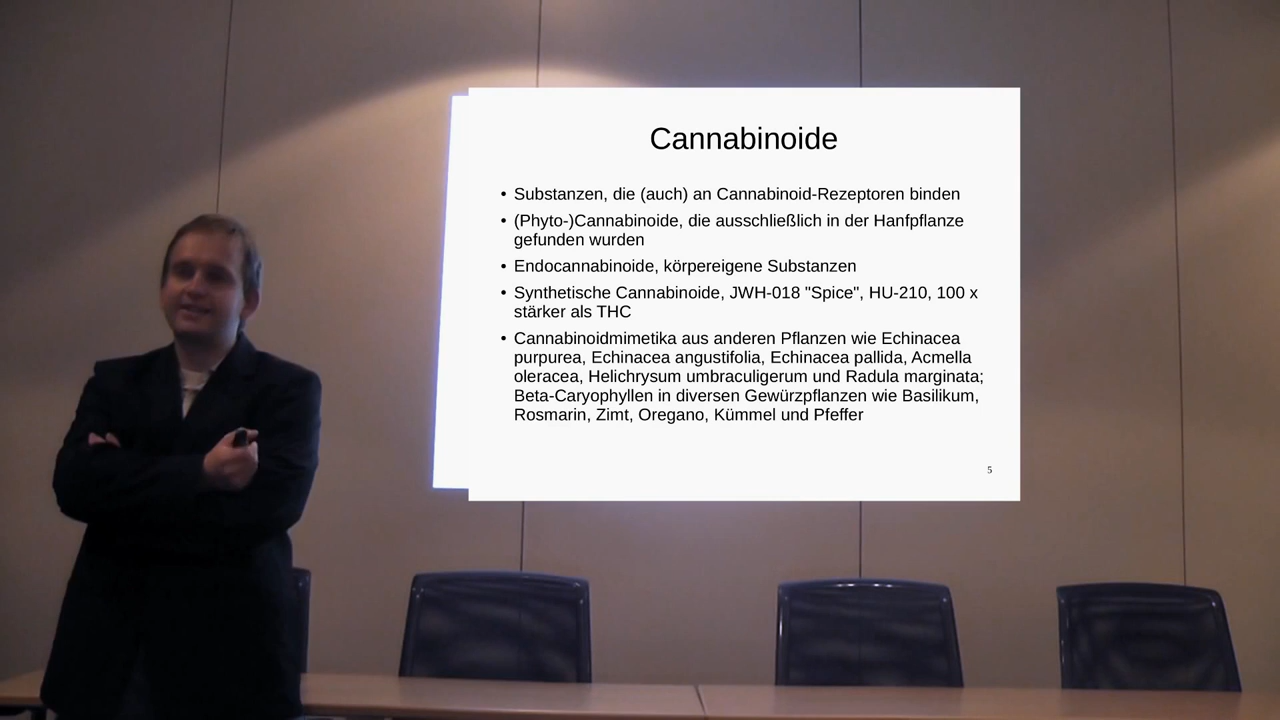 Cannabinoide
• Substanzen, die (auch) an Cannabinoid-Rezeptoren binden
• (Phyto-)Cannabinoide, die ausschließlich in der Hanfpflanze
gefunden wurden
• Endocannabinoide, körpereigene Substanzen
• Synthetische Cannabinoide, JWH-018 "Spice", HU-210, 100 x
stärker als THC
• Cannabinoidmimetika aus anderen Pflanzen wie Echinacea
purpurea, Echinacea angustifolia, Echinacea pallida, Acmella
oleracea, Helichrysum umbraculigerum und Radula marginata;
Beta-Caryophyllen in diversen Gewürzpflanzen wie Basilikum,
Rosmarin, Zimt, Oregano, Kümmel und Pfeffer
5